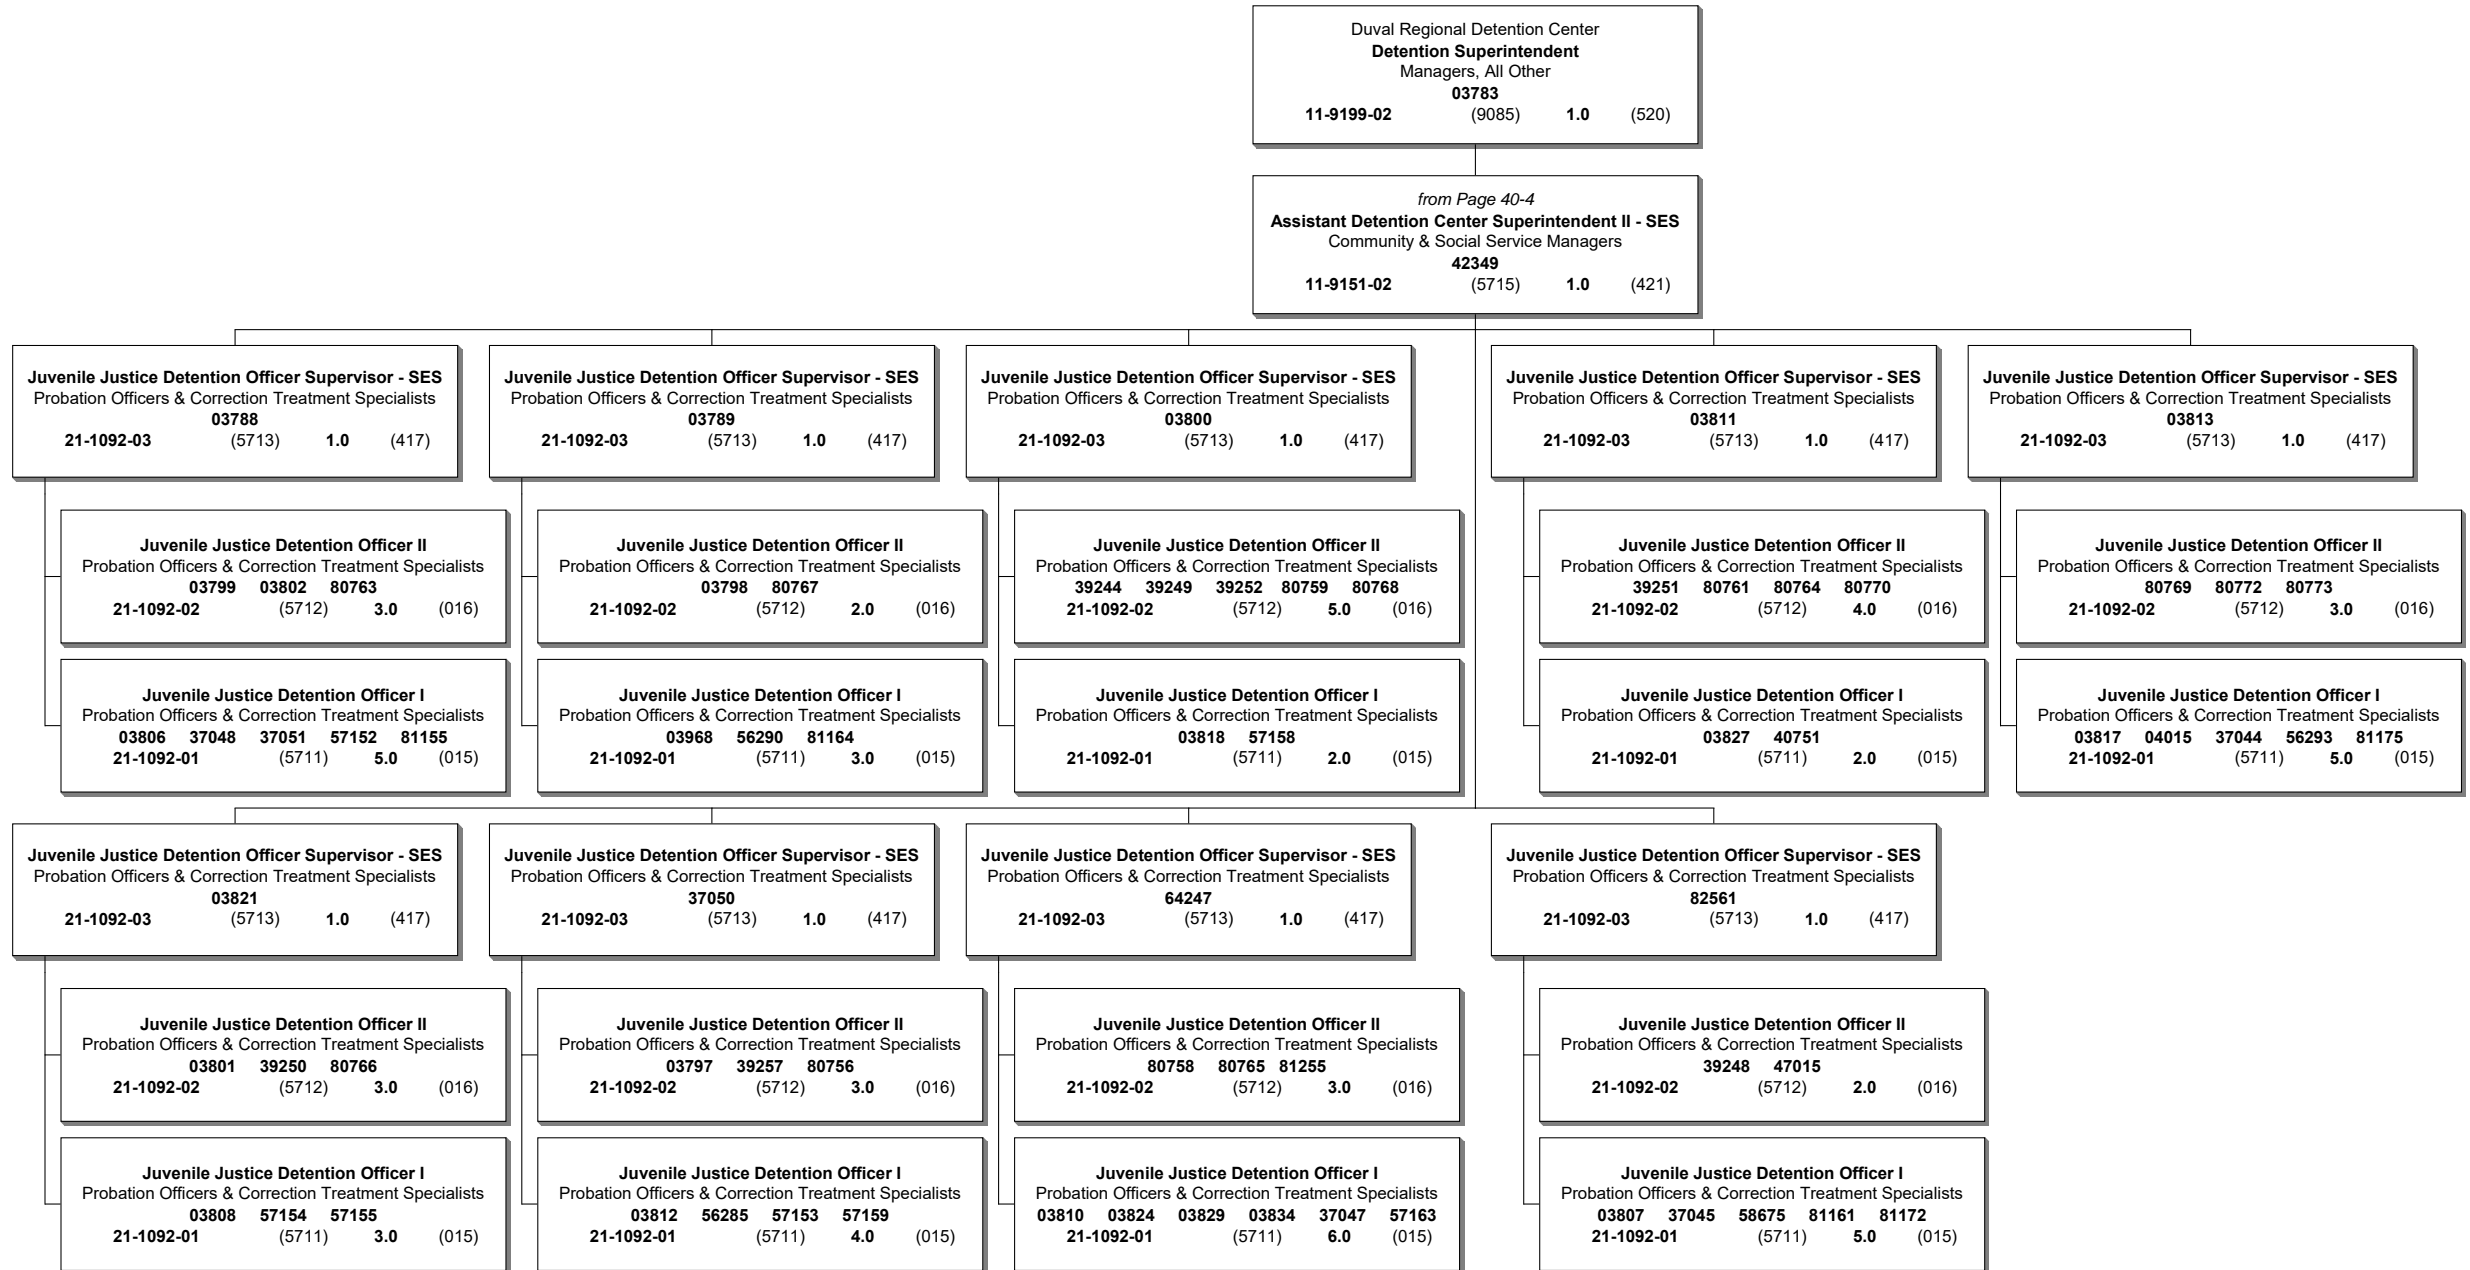 Duval Regional Detention Center
Detention Superintendent
Managers, All Other
03783
11-9199-02 (9085) 1.0 (520)
from Page 40-4
Assistant Detention Center Superintendent II - SES
Community & Social Service Managers
42349
11-9151-02 (5715) 1.0 (421)
Juvenile Justice Detention Officer Supervisor - SES
Probation Officers & Correction Treatment Specialists
03788
21-1092-03 (5713) 1.0 (417)
Juvenile Justice Detention Officer II
Probation Officers & Correction Treatment Specialists
03799 03802 80763
21-1092-02 (5712) 3.0 (016)
Juvenile Justice Detention Officer I
Probation Officers & Correction Treatment Specialists
03806 37048 37051 57152 81155
21-1092-01 (5711) 5.0 (015)
Juvenile Justice Detention Officer Supervisor - SES
Probation Officers & Correction Treatment Specialists
03789
21-1092-03 (5713) 1.0 (417)
Juvenile Justice Detention Officer II
Probation Officers & Correction Treatment Specialists
03798 80767
21-1092-02 (5712) 2.0 (016)
Juvenile Justice Detention Officer I
Probation Officers & Correction Treatment Specialists
03968 56290 81164
21-1092-01 (5711) 3.0 (015)
Juvenile Justice Detention Officer Supervisor - SES
Probation Officers & Correction Treatment Specialists
03800
21-1092-03 (5713) 1.0 (417)
Juvenile Justice Detention Officer II
Probation Officers & Correction Treatment Specialists
39244 39249 39252 80759 80768
21-1092-02 (5712) 5.0 (016)
Juvenile Justice Detention Officer I
Probation Officers & Correction Treatment Specialists
03818 57158
21-1092-01 (5711) 2.0 (015)
Juvenile Justice Detention Officer Supervisor - SES
Probation Officers & Correction Treatment Specialists
03811
21-1092-03 (5713) 1.0 (417)
Juvenile Justice Detention Officer II
Probation Officers & Correction Treatment Specialists
39251 80761 80764 80770
21-1092-02 (5712) 4.0 (016)
Juvenile Justice Detention Officer I
Probation Officers & Correction Treatment Specialists
03827 40751
21-1092-01 (5711) 2.0 (015)
Juvenile Justice Detention Officer Supervisor - SES
Probation Officers & Correction Treatment Specialists
03813
21-1092-03 (5713) 1.0 (417)
Juvenile Justice Detention Officer II
Probation Officers & Correction Treatment Specialists
80769 80772 80773
21-1092-02 (5712) 3.0 (016)
Juvenile Justice Detention Officer I
Probation Officers & Correction Treatment Specialists
03817 04015 37044 56293 81175
21-1092-01 (5711) 5.0 (015)
Juvenile Justice Detention Officer Supervisor - SES
Probation Officers & Correction Treatment Specialists
03821
21-1092-03 (5713) 1.0 (417)
Juvenile Justice Detention Officer II
Probation Officers & Correction Treatment Specialists
03801 39250 80766
21-1092-02 (5712) 3.0 (016)
Juvenile Justice Detention Officer I
Probation Officers & Correction Treatment Specialists
03808 57154 57155
21-1092-01 (5711) 3.0 (015)
Juvenile Justice Detention Officer Supervisor - SES
Probation Officers & Correction Treatment Specialists
37050
21-1092-03 (5713) 1.0 (417)
Juvenile Justice Detention Officer II
Probation Officers & Correction Treatment Specialists
03797 39257 80756
21-1092-02 (5712) 3.0 (016)
Juvenile Justice Detention Officer I
Probation Officers & Correction Treatment Specialists
03812 56285 57153 57159
21-1092-01 (5711) 4.0 (015)
Juvenile Justice Detention Officer Supervisor - SES
Probation Officers & Correction Treatment Specialists
64247
21-1092-03 (5713) 1.0 (417)
Juvenile Justice Detention Officer II
Probation Officers & Correction Treatment Specialists
80758 80765 81255
21-1092-02 (5712) 3.0 (016)
Juvenile Justice Detention Officer I
Probation Officers & Correction Treatment Specialists
03810 03824 03829 03834 37047 57163
21-1092-01 (5711) 6.0 (015)
Juvenile Justice Detention Officer Supervisor - SES
Probation Officers & Correction Treatment Specialists
82561
21-1092-03 (5713) 1.0 (417)
Juvenile Justice Detention Officer II
Probation Officers & Correction Treatment Specialists
39248 47015
21-1092-02 (5712) 2.0 (016)
Juvenile Justice Detention Officer I
Probation Officers & Correction Treatment Specialists
03807 37045 58675 81161 81172
21-1092-01 (5711) 5.0 (015)